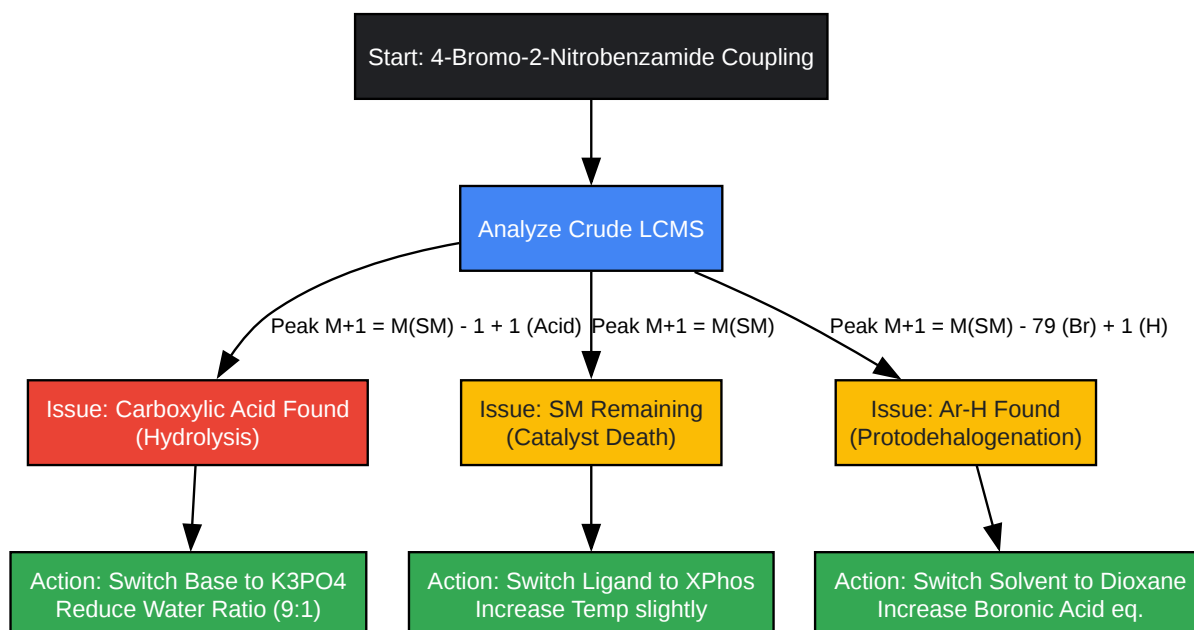 Start: 4-Bromo-2-Nitrobenzamide Coupling
Analyze Crude LCMS
Peak M+1 = M(SM) - 1 + 1 (Acid)
Peak M+1 = M(SM)
Peak M+1 = M(SM) - 79 (Br) + 1 (H)
Issue: Carboxylic Acid Found
(Hydrolysis)
Issue: SM Remaining
(Catalyst Death)
Issue: Ar-H Found
(Protodehalogenation)
Action: Switch Base to K3PO4
Reduce Water Ratio (9:1)
Action: Switch Ligand to XPhos
Increase Temp slightly
Action: Switch Solvent to Dioxane
Increase Boronic Acid eq.